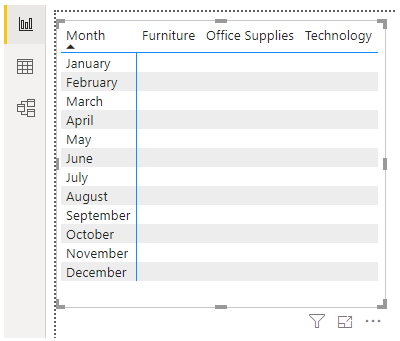 Month Furniture Office Supplies Technology
January
February
March
April
May
June
July
August
September
October
November
December